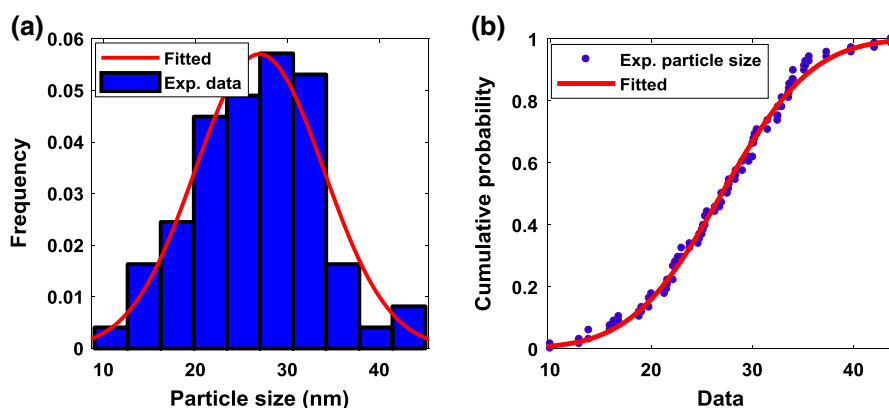 (a)
0.06
0.05
0.04
0.03
0.02
0.01
0
Frequency
Fitted
Exp. data
10 20 30 40
Particle size (nm)
(b)
1
0.8
0.6
0.4
0.2
0
Cumulative probability
Exp. particle size
Fitted
10 20 30 40
Data